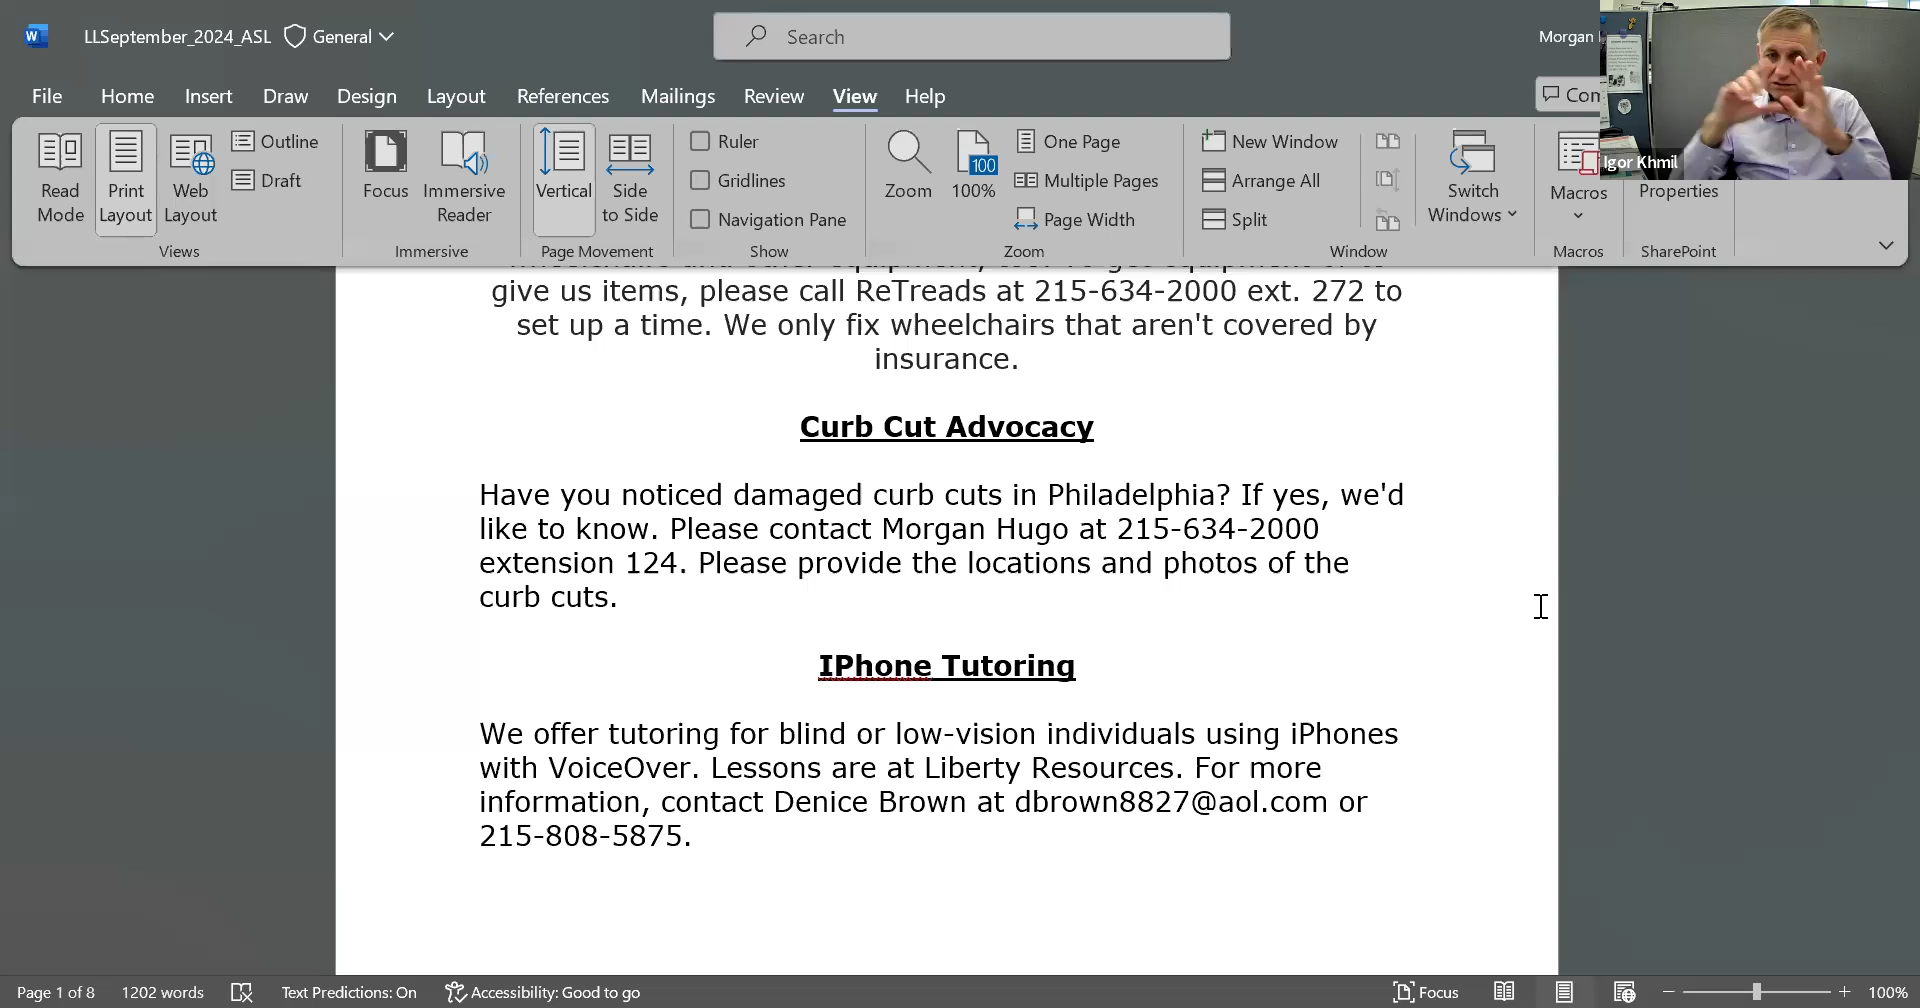 LLSeptember_2024_ASL General
Search
Morgan
File Home Insert Draw Design Layout References Mailings Review View Help
Read Mode
Print Layout
Web Layout
Outline
Draft
Views
Focus
Immersive Reader
Immersive
Vertical
Side to Side
Page Movement
Ruler
Gridlines
Navigation Pane
Show
Zoom
100
100%
One Page
Multiple Pages
Page Width
Zoom
New Window
Arrange All
Split
Switch Windows
Window
Macros
Macros
Properties
SharePoint
Com
Igor Khmil
give us items, please call ReTreads at 215-634-2000 ext. 272 to
set up a time. We only fix wheelchairs that aren't covered by
insurance.
Curb Cut Advocacy
Have you noticed damaged curb cuts in Philadelphia? If yes, we'd
like to know. Please contact Morgan Hugo at 215-634-2000
extension 124. Please provide the locations and photos of the
curb cuts.
IPhone Tutoring
We offer tutoring for blind or low-vision individuals using iPhones
with VoiceOver. Lessons are at Liberty Resources. For more
information, contact Denice Brown at dbrown8827@aol.com or
215-808-5875.
Page 1 of 8 1202 words Text Predictions: On Accessibility: Good to go Focus 100%